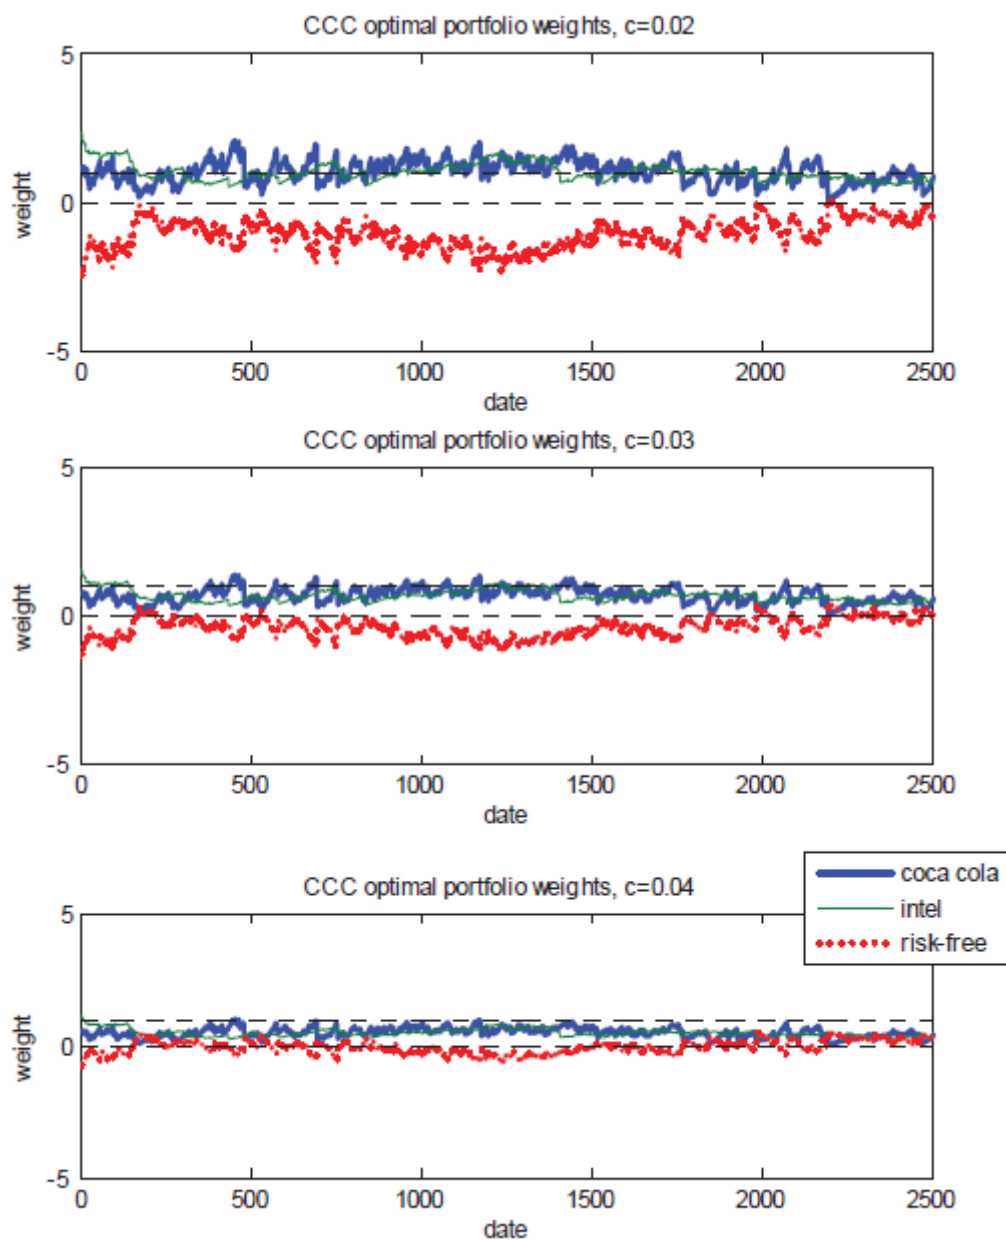 CCC optimal portfolio weights, c=0.02
5
0
-5
weight
0 500 1000 1500 2000 2500
date
CCC optimal portfolio weights, c=0.03
5
0
-5
weight
0 500 1000 1500 2000 2500
date
CCC optimal portfolio weights, c=0.04
coca cola
intel
risk-free
5
0
-5
weight
0 500 1000 1500 2000 2500
date